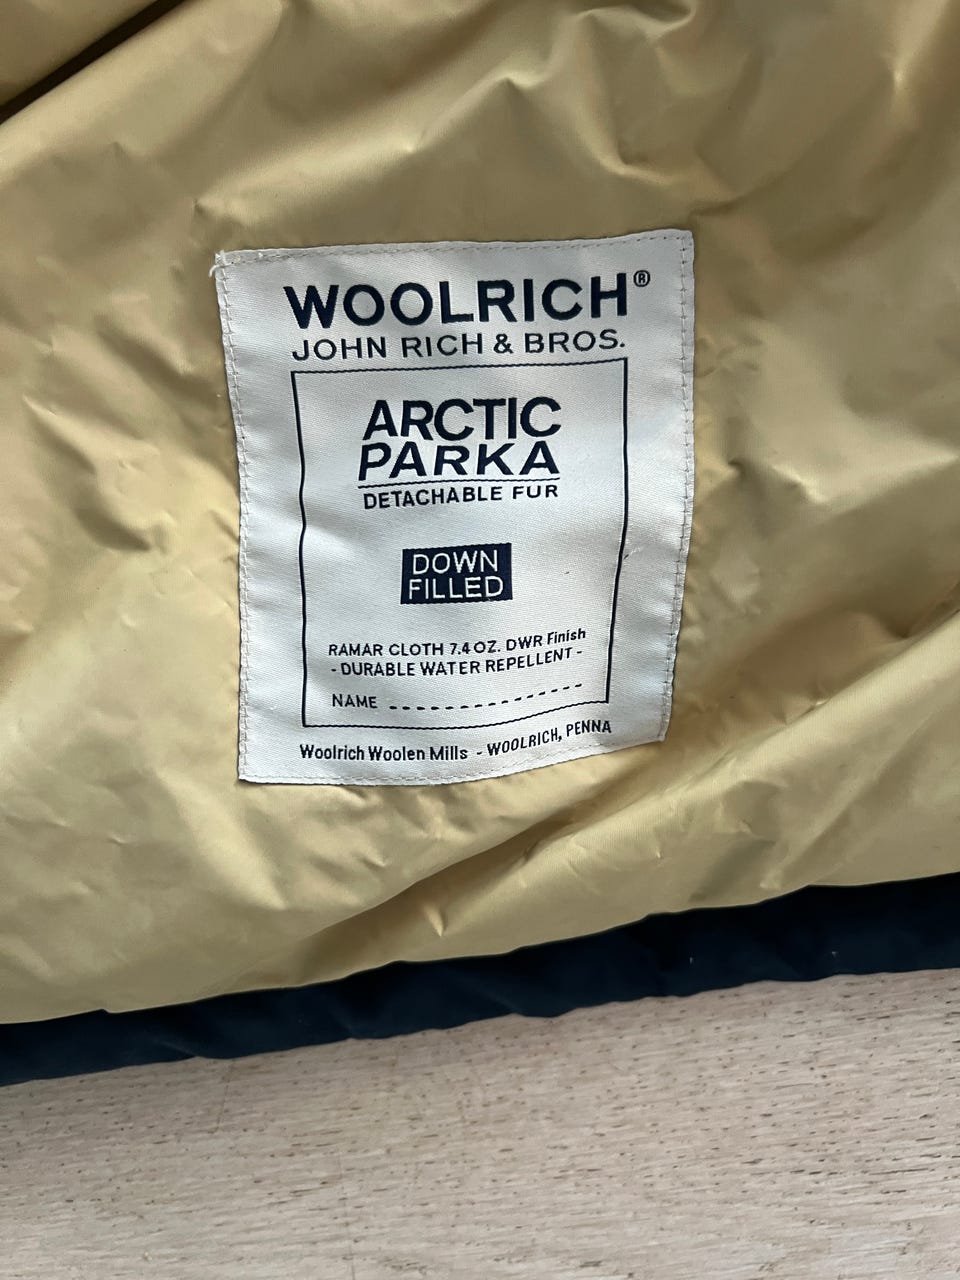 WOOLRICH®
JOHN RICH & BROS.
ARCTIC
PARKA
DETACHABLE FUR
DOWN
FILLED
RAMAR CLOTH 7.4 OZ. DWR Finish
- DURABLE WATER REPELLENT -
NAME --------------
Woolrich Woolen Mills - WOOLRICH, PENNA